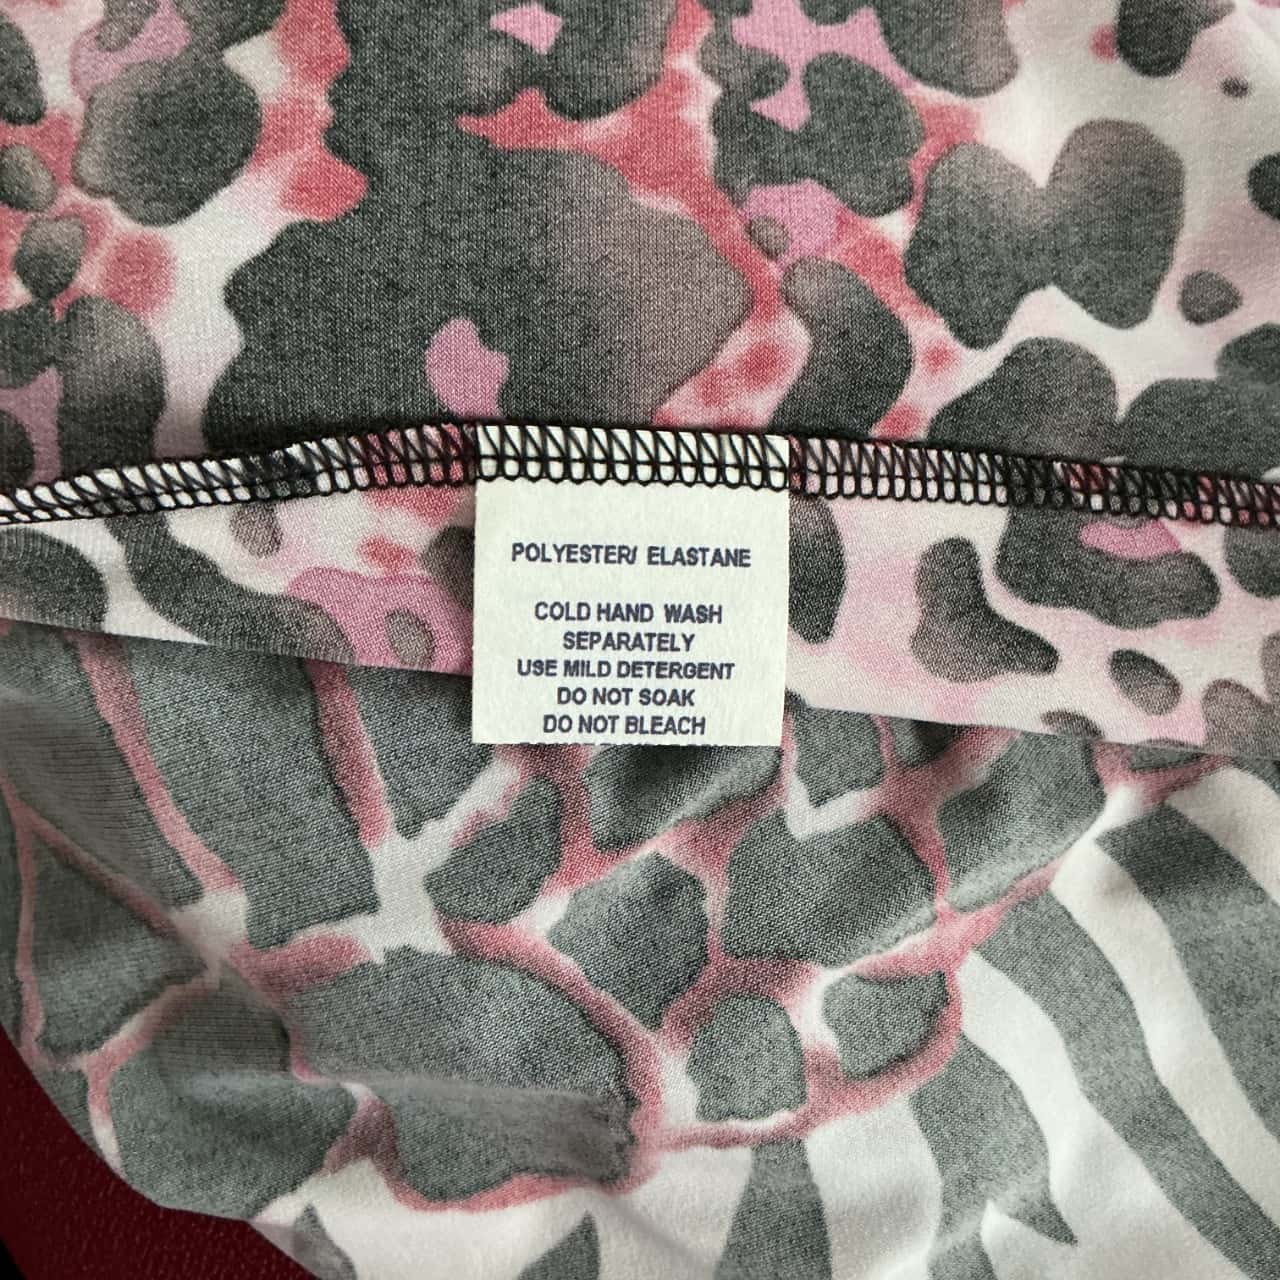 POLYESTER/ ELASTANE
COLD HAND WASH
SEPARATELY
USE MILD DETERGENT
DO NOT SOAK
DO NOT BLEACH